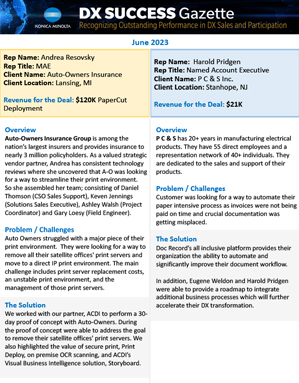 KONICA MINOLTA
DX SUCCESS Gazette
Recognizing Outstanding Performance in DX Sales and Participation
June 2023
Rep Name: Andrea Resovsky
Rep Title: MAE
Client Name: Auto-Owners Insurance
Client Location: Lansing, MI
Revenue for the Deal: $120K PaperCut
Deployment
Overview
Auto-Owners Insurance Group is among the
nation's largest insurers and provides insurance to
nearly 3 million policyholders. As a valued strategic
vendor partner, Andrea has consistent technology
reviews where she uncovered that A-O was looking
for a way to streamline their print environment.
So she assembled her team; consisting of Daniel
Thomson (CSO Sales Support), Keven Jennings
(Solutions Sales Executive), Ashley Walsh (Project
Coordinator) and Gary Loesy (Field Engineer).
Problem / Challenges
Auto Owners struggled with a major piece of their
print environment. They were looking for a way to
remove all their satellite offices' print servers and
move to a direct IP print environment. The main
challenge include print server replacement costs,
an unstable print environment, and the
management of those print servers.
The Solution
We worked with our partner, ACDI to perform a 30-
day proof of concept with Auto-Owners. During
the proof of concept were able to address the goal
to remove their satellite offices' print servers. We
also highlighted the value of secure print, Print
Deploy, on premise OCR scanning, and ACDI's
Visual Business Intelligence solution, Storyboard.
Rep Name: Harold Pridgen
Rep Title: Named Account Executive
Client Name: P C & S Inc.
Client Location: Stanhope, NJ
Revenue for the Deal: $21K
Overview
P C & S has 20+ years in manufacturing electrical
products. They have 55 direct employees and a
representation network of 40+ individuals. They
are dedicated to the sales and support of their
products.
Problem / Challenges
Customer was looking for a way to automate their
paper intensive process as invoices were not being
paid on time and crucial documentation was
getting misplaced.
The Solution
Doc Record's all inclusive platform provides their
organization the ability to automate and
significantly improve their document workflow.
In addition, Eugene Weldon and Harold Pridgen
were able to provide a roadmap to integrate
additional business processes which will further
accelerate their DX transformation.